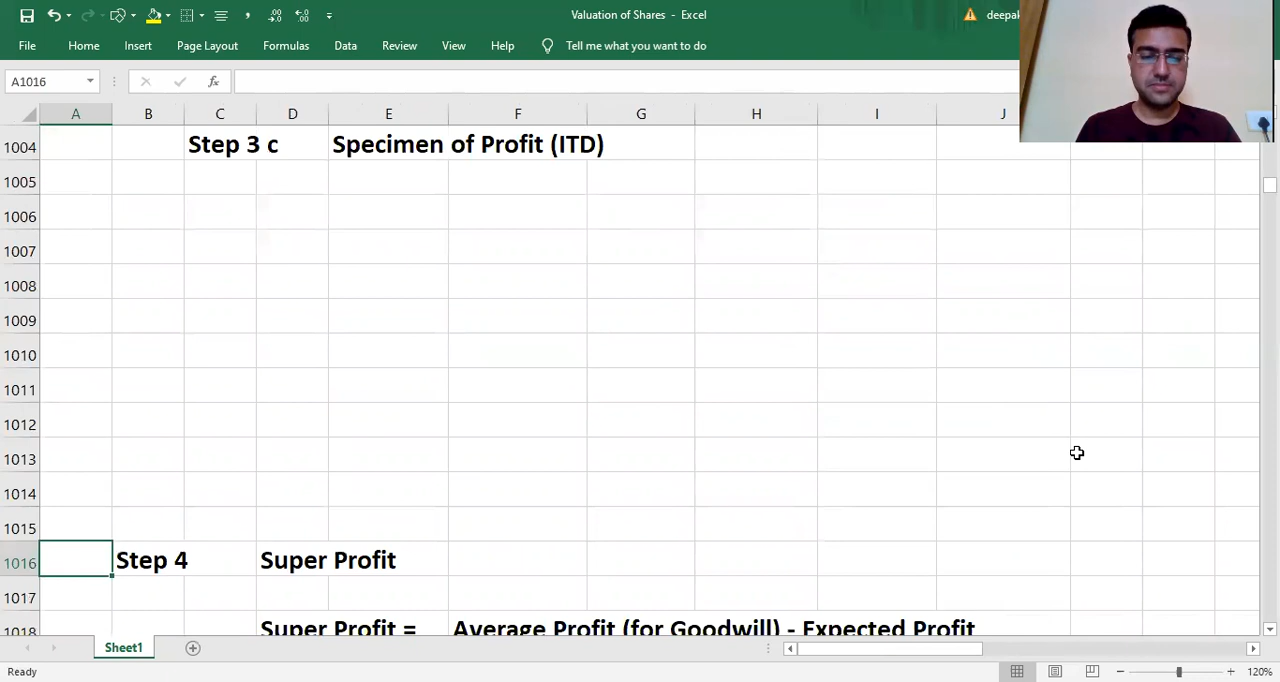 Valuation of Shares - Excel
deepak
File Home Insert Page Layout Formulas Data Review View Help Tell me what you want to do
A1016
fx
A B C D E F G H I J
1004 Step 3 c Specimen of Profit (ITD)
1005
1006
1007
1008
1009
1010
1011
1012
1013
1014
1015
1016 Step 4 Super Profit
1017
1018 Super Profit = Average Profit (for Goodwill) - Expected Profit
Sheet1
Ready
120%